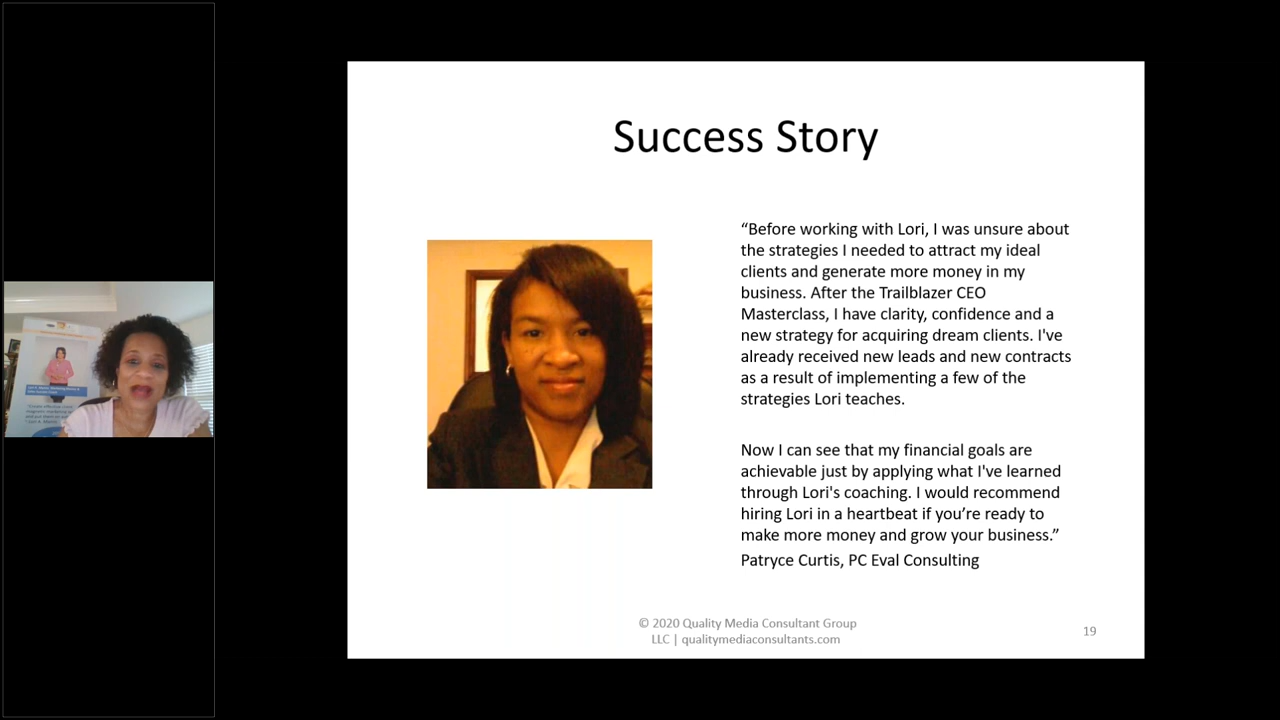 Success Story
“Before working with Lori, I was unsure about
the strategies I needed to attract my ideal
clients and generate more money in my
business. After the Trailblazer CEO
Masterclass, I have clarity, confidence and a
new strategy for acquiring dream clients. I've
already received new leads and new contracts
as a result of implementing a few of the
strategies Lori teaches.
Now I can see that my financial goals are
achievable just by applying what I've learned
through Lori's coaching. I would recommend
hiring Lori in a heartbeat if you’re ready to
make more money and grow your business.”
Patryce Curtis, PC Eval Consulting
© 2020 Quality Media Consultant Group
LLC | qualitymediaconsultants.com
19